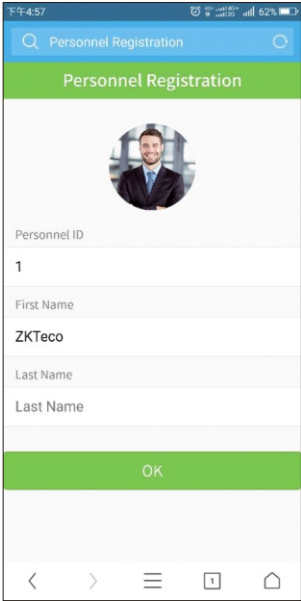 下午4:57
62%
Personnel Registration
Personnel Registration
Personnel ID
1
First Name
ZKTeco
Last Name
Last Name
OK
1